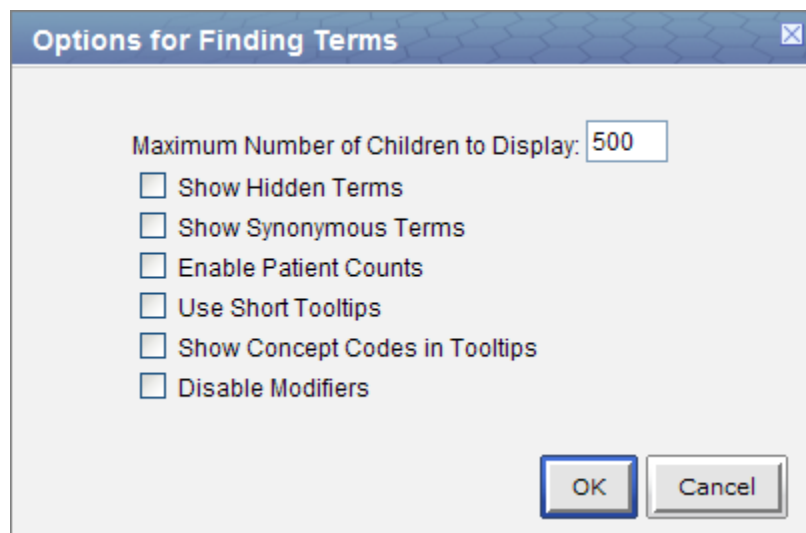 Options for Finding Terms
Maximum Number of Children to Display: 500
Show Hidden Terms
Show Synonymous Terms
Enable Patient Counts
Use Short Tooltips
Show Concept Codes in Tooltips
Disable Modifiers
OK Cancel